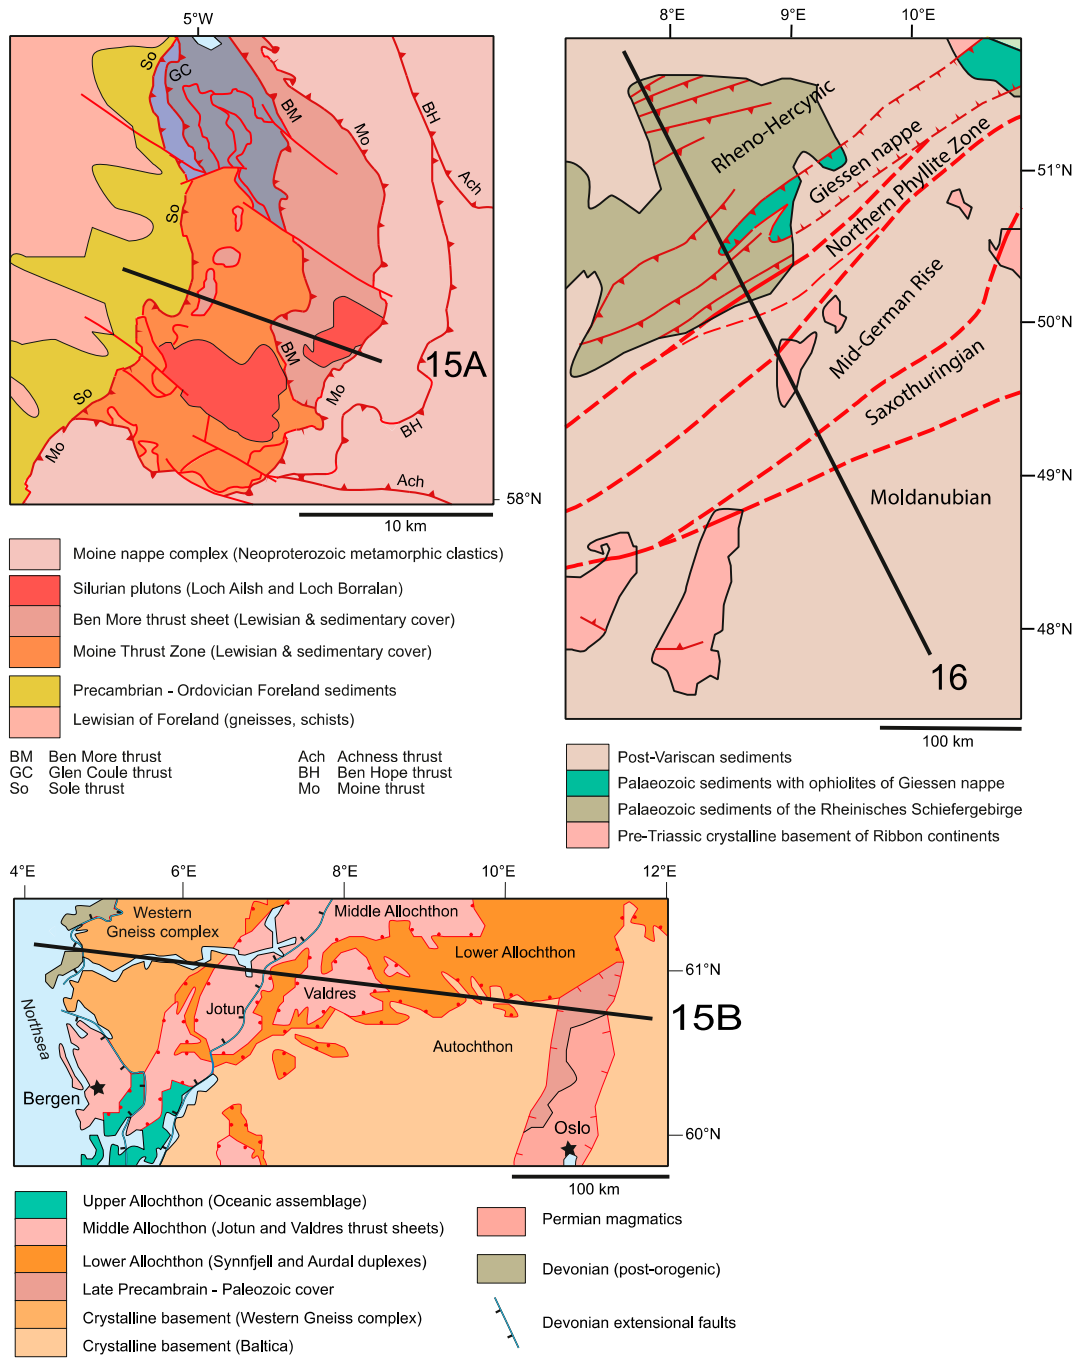 5°W
So
GC
BM
Mo
BH
Ach
So
15A
BM
Mo
So
BH
Mo
Ach
58°N
10 km
Moine nappe complex (Neoproterozoic metamorphic clastics)
Silurian plutons (Loch Ailsh and Loch Borralan)
Ben More thrust sheet (Lewisian & sedimentary cover)
Moine Thrust Zone (Lewisian & sedimentary cover)
Precambrian - Ordovician Foreland sediments
Lewisian of Foreland (gneisses, schists)
BM Ben More thrust
GC Glen Coule thrust
So Sole thrust
Ach Achness thrust
BH Ben Hope thrust
Mo Moine thrust
8°E 9°E 10°E
Rheno-Hercynic
Giessen nappe
Northern Phyllite Zone
Mid-German Rise
Saxothuringian
Moldanubian
51°N
50°N
49°N
48°N
16
100 km
Post-Variscan sediments
Palaeozoic sediments with ophiolites of Giessen nappe
Palaeozoic sediments of the Rheinisches Schiefergebirge
Pre-Triassic crystalline basement of Ribbon continents
4°E 6°E 8°E 10°E 12°E
Western
Gneiss complex
Middle Allochthon
Lower Allochthon
61°N
Jotun
Valdres
15B
Northsea
Autochthon
Bergen
Oslo
60°N
100 km
Upper Allochthon (Oceanic assemblage)
Middle Allochthon (Jotun and Valdres thrust sheets)
Lower Allochthon (Synnfjell and Aurdal duplexes)
Late Precambrain - Paleozoic cover
Crystalline basement (Western Gneiss complex)
Crystalline basement (Baltica)
Permian magmatics
Devonian (post-orogenic)
Devonian extensional faults